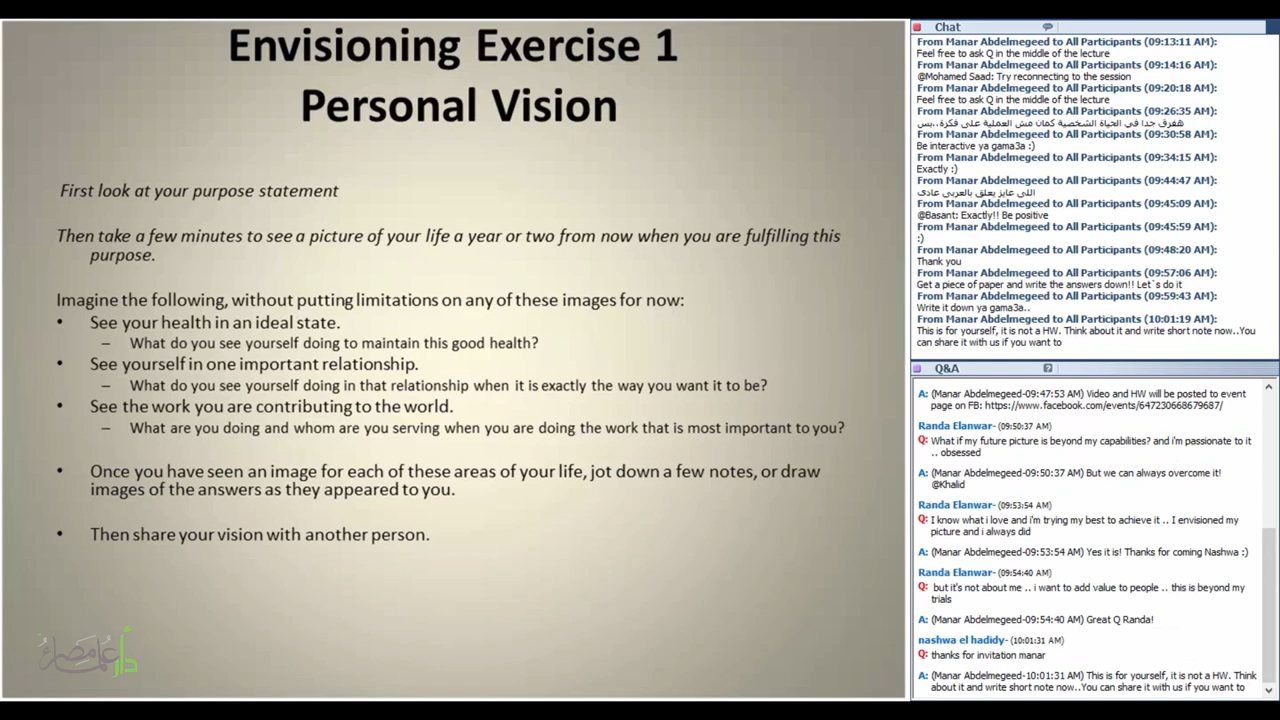 Envisioning Exercise 1
Personal Vision
First look at your purpose statement
Then take a few minutes to see a picture of your life a year or two from now when you are fulfilling this
purpose.
Imagine the following, without putting limitations on any of these images for now:
• See your health in an ideal state.
– What do you see yourself doing to maintain this good health?
• See yourself in one important relationship.
– What do you see yourself doing in that relationship when it is exactly the way you want it to be?
• See the work you are contributing to the world.
– What are you doing and whom are you serving when you are doing the work that is most important to you?
• Once you have seen an image for each of these areas of your life, jot down a few notes, or draw
images of the answers as they appeared to you.
• Then share your vision with another person.
دار علماء مصر
Chat
From Manar Abdelmegeed to All Participants (09:13:11 AM):
Feel free to ask Q in the middle of the lecture
From Manar Abdelmegeed to All Participants (09:14:16 AM):
@Mohamed Saad: Try reconnecting to the session
From Manar Abdelmegeed to All Participants (09:20:18 AM):
Feel free to ask Q in the middle of the lecture
From Manar Abdelmegeed to All Participants (09:26:35 AM):
هتفرق جدا فى الحياة الشخصية كمان مش العملية على فكرة..بس
From Manar Abdelmegeed to All Participants (09:30:58 AM):
Be interactive ya gama3a :)
From Manar Abdelmegeed to All Participants (09:34:15 AM):
Exactly :)
From Manar Abdelmegeed to All Participants (09:44:47 AM):
اللى عايز يعلق بالعربى عادى
From Manar Abdelmegeed to All Participants (09:45:09 AM):
@Basant: Exactly!! Be positive
From Manar Abdelmegeed to All Participants (09:45:59 AM):
:)
From Manar Abdelmegeed to All Participants (09:48:20 AM):
Thank you
From Manar Abdelmegeed to All Participants (09:57:06 AM):
Get a piece of paper and write the answers down!! Let`s do it
From Manar Abdelmegeed to All Participants (09:59:43 AM):
Write it down ya gama3a..
From Manar Abdelmegeed to All Participants (10:01:19 AM):
This is for yourself, it is not a HW. Think about it and write short note now..You
can share it with us if you want to
Q&A
A: (Manar Abdelmegeed-09:47:53 AM) Video and HW will be posted to event
page on FB: https://www.facebook.com/events/647230668679687/
Randa Elanwar- (09:50:37 AM)
Q: What if my future picture is beyond my capabilities? and i'm passionate to it
.. obsessed
A: (Manar Abdelmegeed-09:50:37 AM) But we can always overcome it!
@Khalid
Randa Elanwar- (09:53:54 AM)
Q: I know what i love and i'm trying my best to achieve it .. I envisioned my
picture and i always did
A: (Manar Abdelmegeed-09:53:54 AM) Yes it is! Thanks for coming Nashwa :)
Randa Elanwar- (09:54:40 AM)
Q: but it's not about me .. i want to add value to people .. this is beyond my
trials
A: (Manar Abdelmegeed-09:54:40 AM) Great Q Randa!
nashwa el hadidy- (10:01:31 AM)
Q: thanks for invitation manar
A: (Manar Abdelmegeed-10:01:31 AM) This is for yourself, it is not a HW. Think
about it and write short note now..You can share it with us if you want to